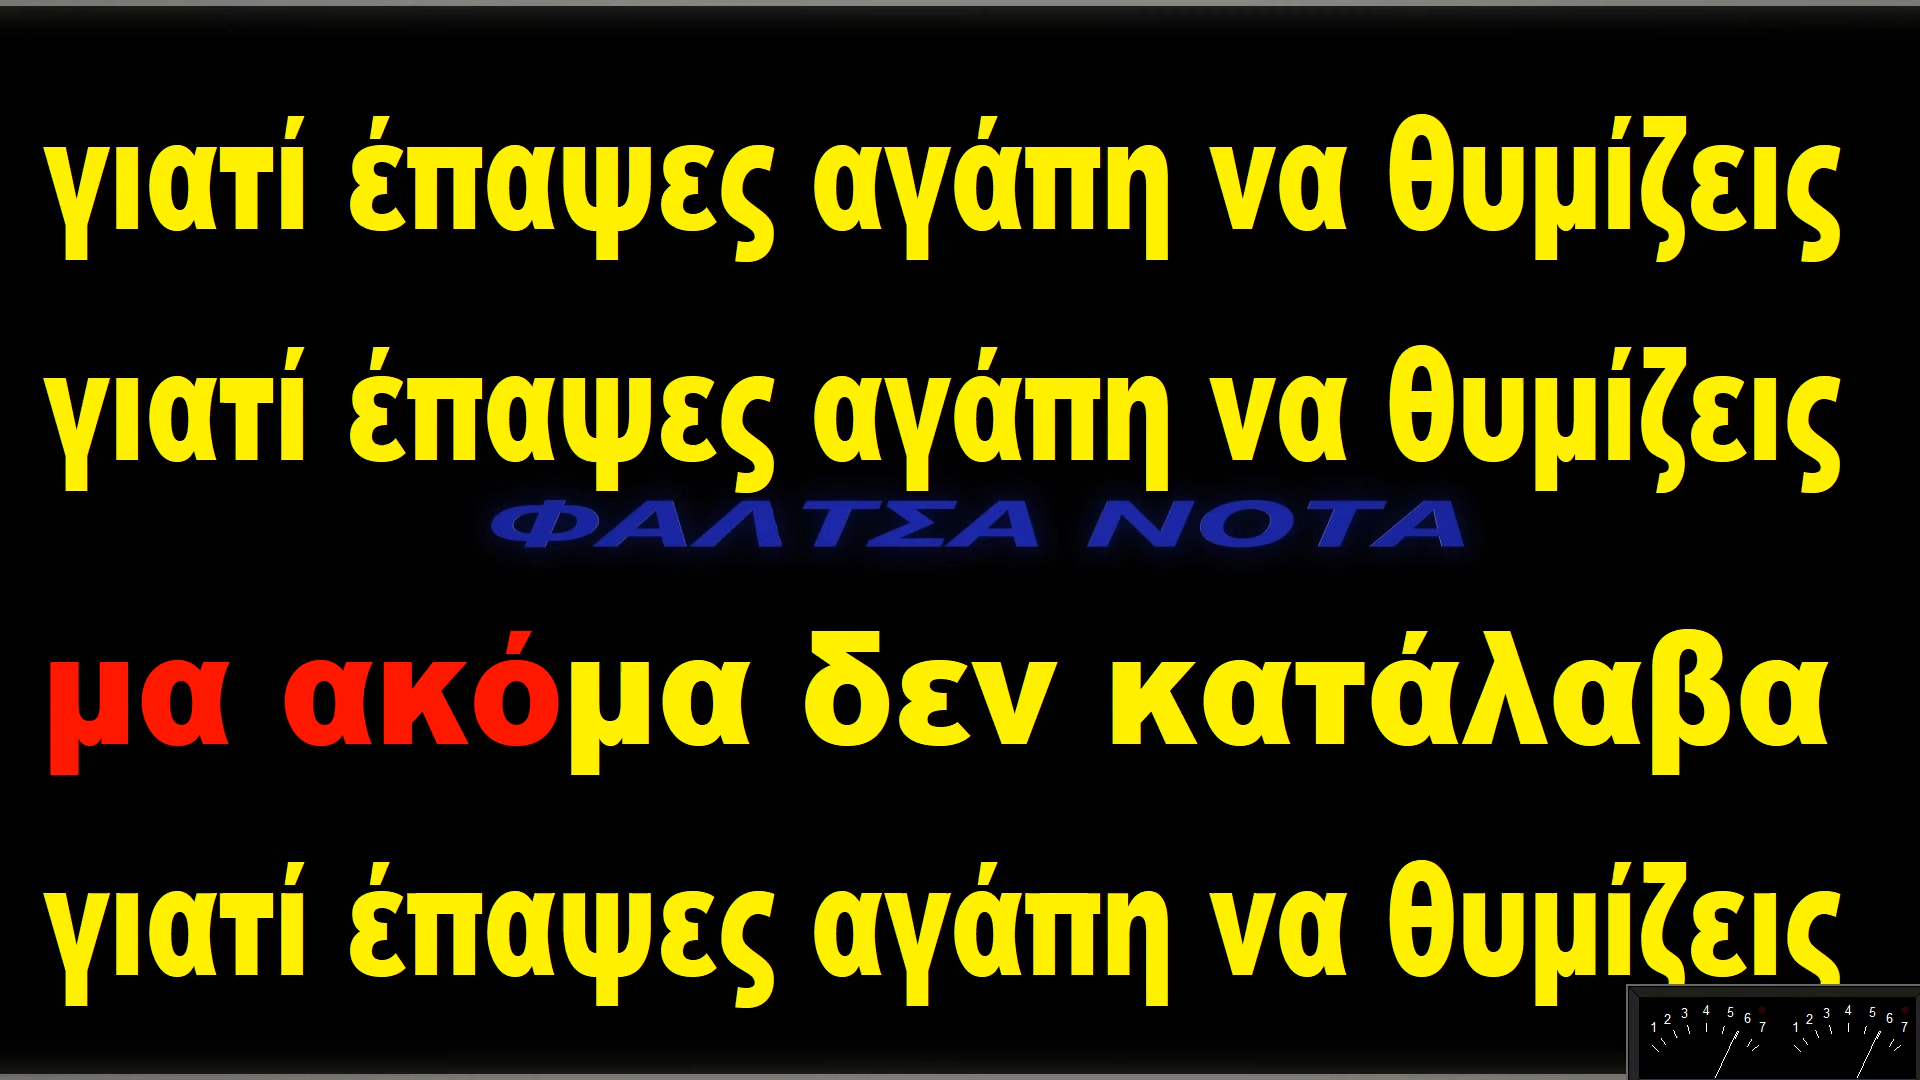 γιατί έπαψες αγάπη να θυμίζεις
γιατί έπαψες αγάπη να θυμίζεις
ΦΑΛΤΣΑ ΝΟΤΑ
μα ακόμα δεν κατάλαβα
γιατί έπαψες αγάπη να θυμίζεις
1 2 3 4 5 6 7 1 2 3 4 5 6 7